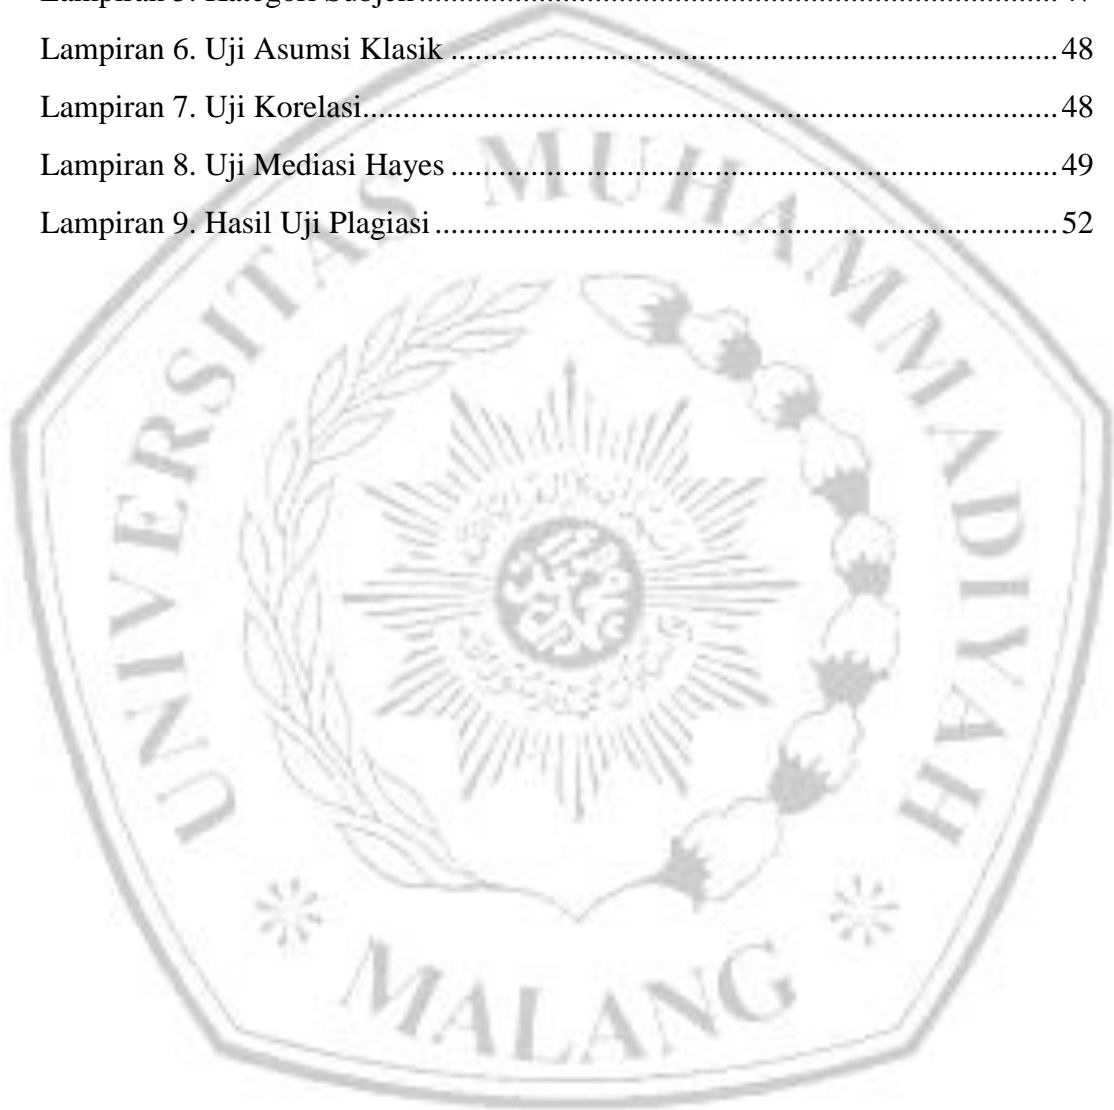 Lampiran 6. Uji Asumsi Klasik ........................................................................... 48
Lampiran 7. Uji Korelasi..................................................................................... 48
Lampiran 8. Uji Mediasi Hayes ........................................................................... 49
Lampiran 9. Hasil Uji Plagiasi ............................................................................. 52
UNIVERSITAS MUHAMMADIYAH
MALANG